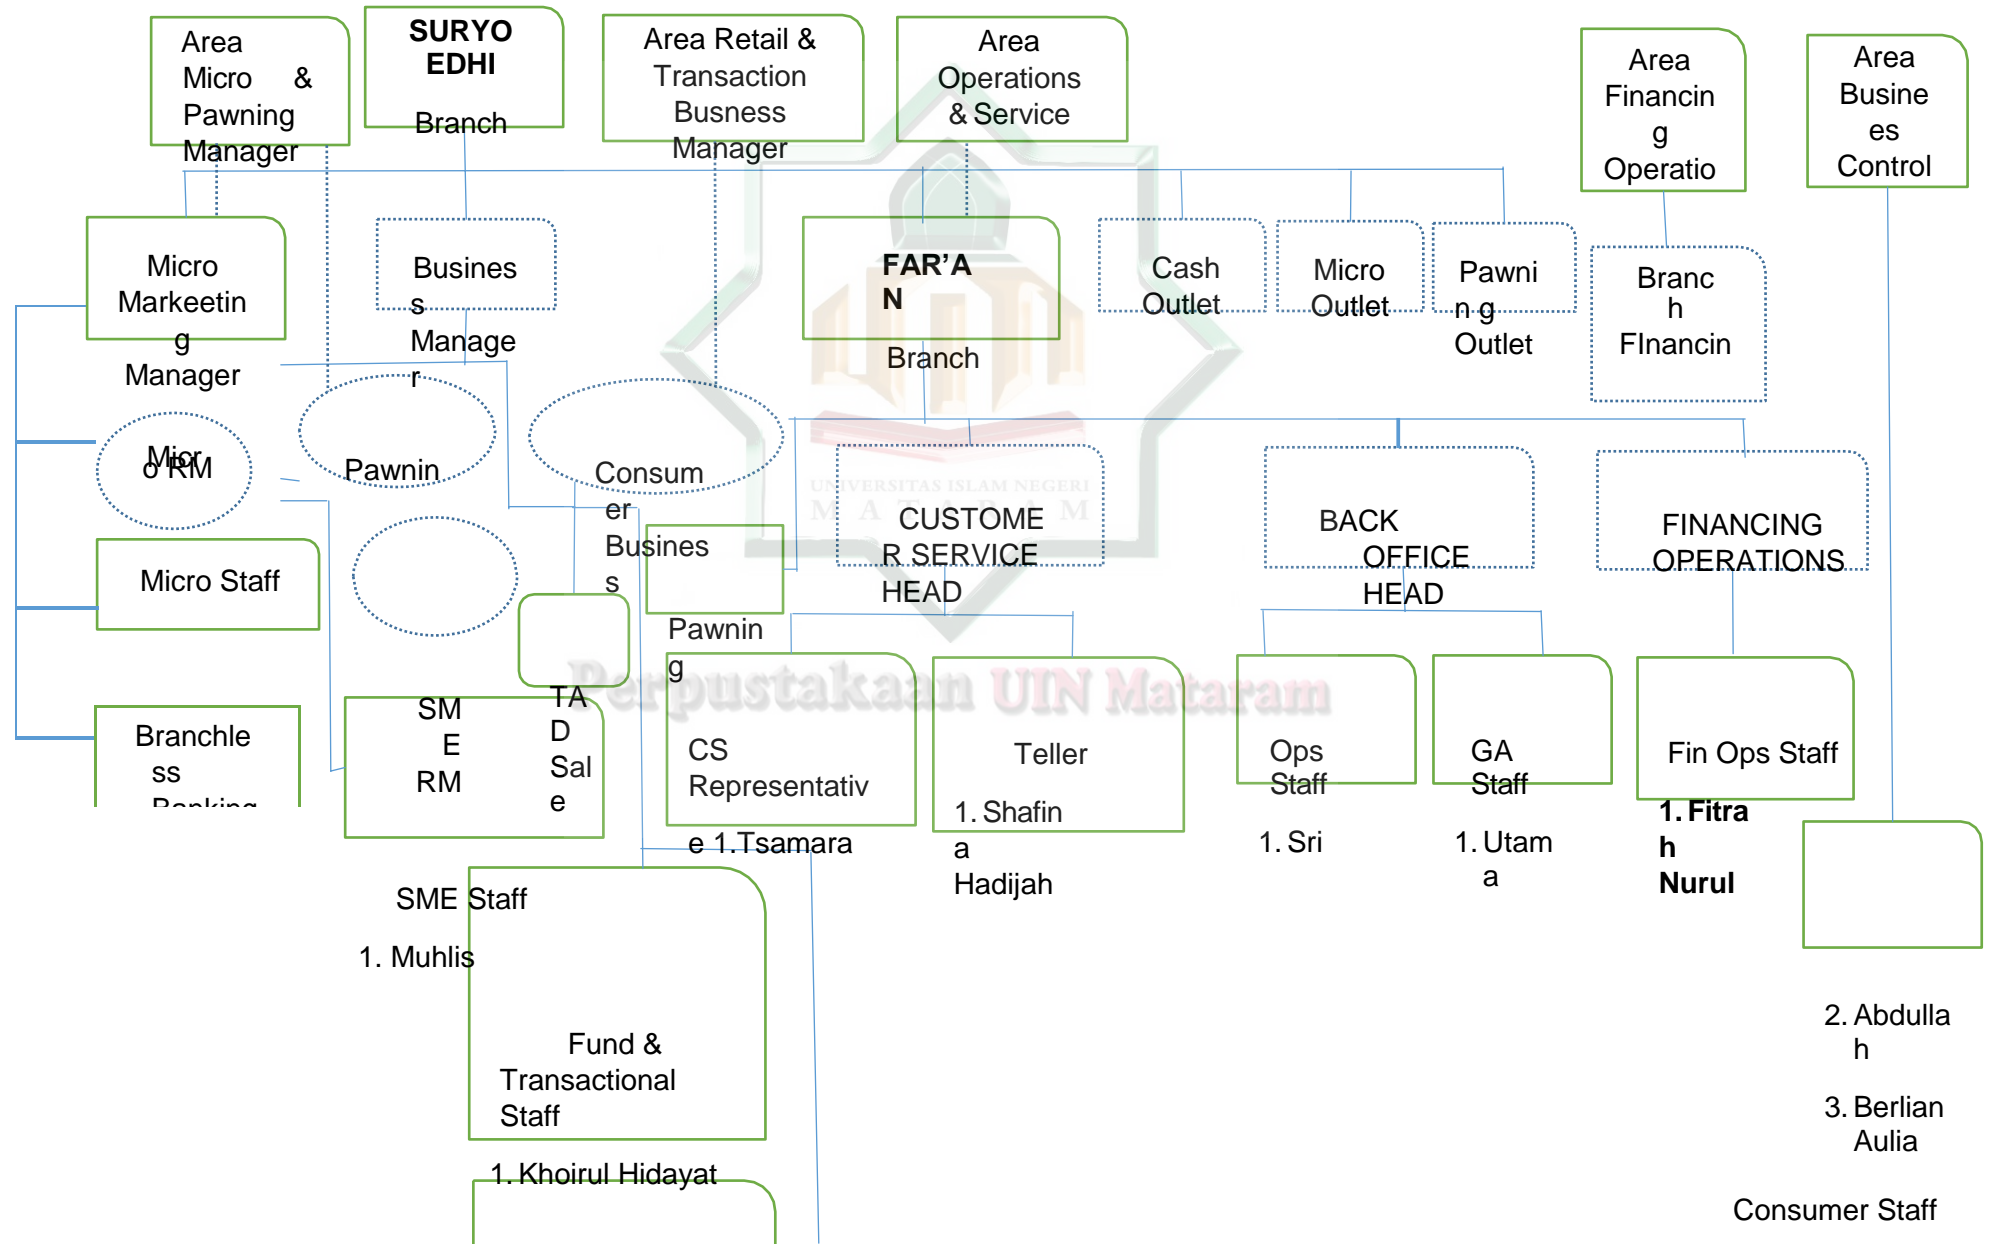 Area
Micro &
Pawning
Manager
SURYO
EDHI
Branch
Area Retail &
Transaction
Busness
Manager
Area
Operations
& Service
Area
Financin
g
Operatio
Area
Busine
es
Control
Micro
Markeetin
g
Manager
Busines
s
Manage
r
FAR'A
N
Branch
Cash
Outlet
Micro
Outlet
Pawni
n g
Outlet
Branc
h
FInancin
Micr
o RM
Pawnin
Consum
er
Busines
s
UNIVERSITAS ISLAM NEGERI
M A T A R A M
CUSTOME
R SERVICE
HEAD
BACK
OFFICE
HEAD
FINANCING
OPERATIONS
Micro Staff
Pawnin
g
Perpustakaan UIN Mataram
Branchle
ss
Banking
SM
E
RM
TA
D
Sal
e
CS
Representativ
e 1.Tsamara
Teller
1. Shafin
a
Hadijah
Ops
Staff
1. Sri
GA
Staff
1. Utam
a
Fin Ops Staff
1. Fitra
h
Nurul
SME Staff
1. Muhlis
Fund &
Transactional
Staff
1. Khoirul Hidayat
2. Abdulla
h
3. Berlian
Aulia
Consumer Staff